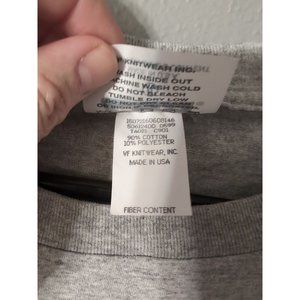 VF KNITWEAR INC.
WASH INSIDE OUT
MACHINE WASH COLD
DO NOT BLEACH
TUMBLE DRY LOW
90% COTTON
10% POLYESTER
VF KNITWEAR, INC.
MADE IN USA
FIBER CONTENT